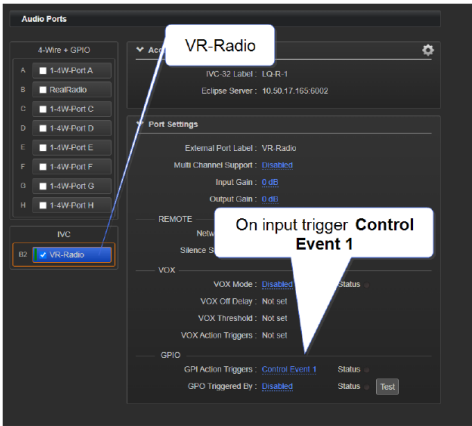 Audio Ports
4-Wire + GPIO
A 1-4W-Port A
B RealRadio
C 1-4W-Port C
D 1-4W-Port D
E 1-4W-Port E
F 1-4W-Port F
G 1-4W-Port G
H 1-4W-Port H
IVC
B2 VR-Radio
VR-Radio
IVC-32 Label : LQ-R-1
Eclipse Server : 10.50.17.165:6002
Port Settings
External Port Label : VR-Radio
Multi Channel Support : Disabled
Input Gain : 0 dB
Output Gain : 0 dB
REMOTE
On input trigger Control
Event 1
VOX
VOX Mode : Disabled Status
VOX Off Delay : Not set
VOX Threshold : Not set
VOX Action Triggers : Not set
GPIO
GPI Action Triggers : Control Event 1 Status
GPO Triggered By : Disabled Status Test